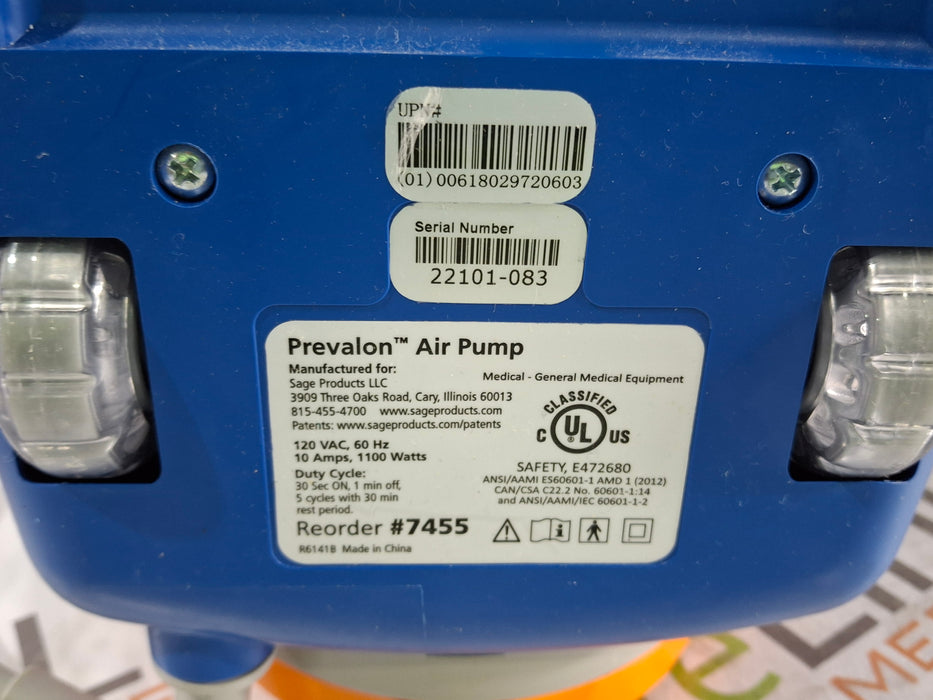 UPN#
(01)00618029720603
Serial Number
22101-083
Prevalon™ Air Pump
Manufactured for:
Sage Products LLC
3909 Three Oaks Road, Cary, Illinois 60013
815-455-4700 www.sageproducts.com
Patents: www.sageproducts.com/patents
120 VAC, 60 Hz
10 Amps, 1100 Watts
Duty Cycle:
30 Sec ON, 1 min off,
5 cycles with 30 min
rest period.
Reorder #7455
R6141B Made in China
Medical - General Medical Equipment
CLASSIFIED
C UL US
SAFETY, E472680
ANSI/AAMI ES60601-1 AMD 1 (2012)
CAN/CSA C22.2 No. 60601-1:14
and ANSI/AAMI/IEC 60601-1-2